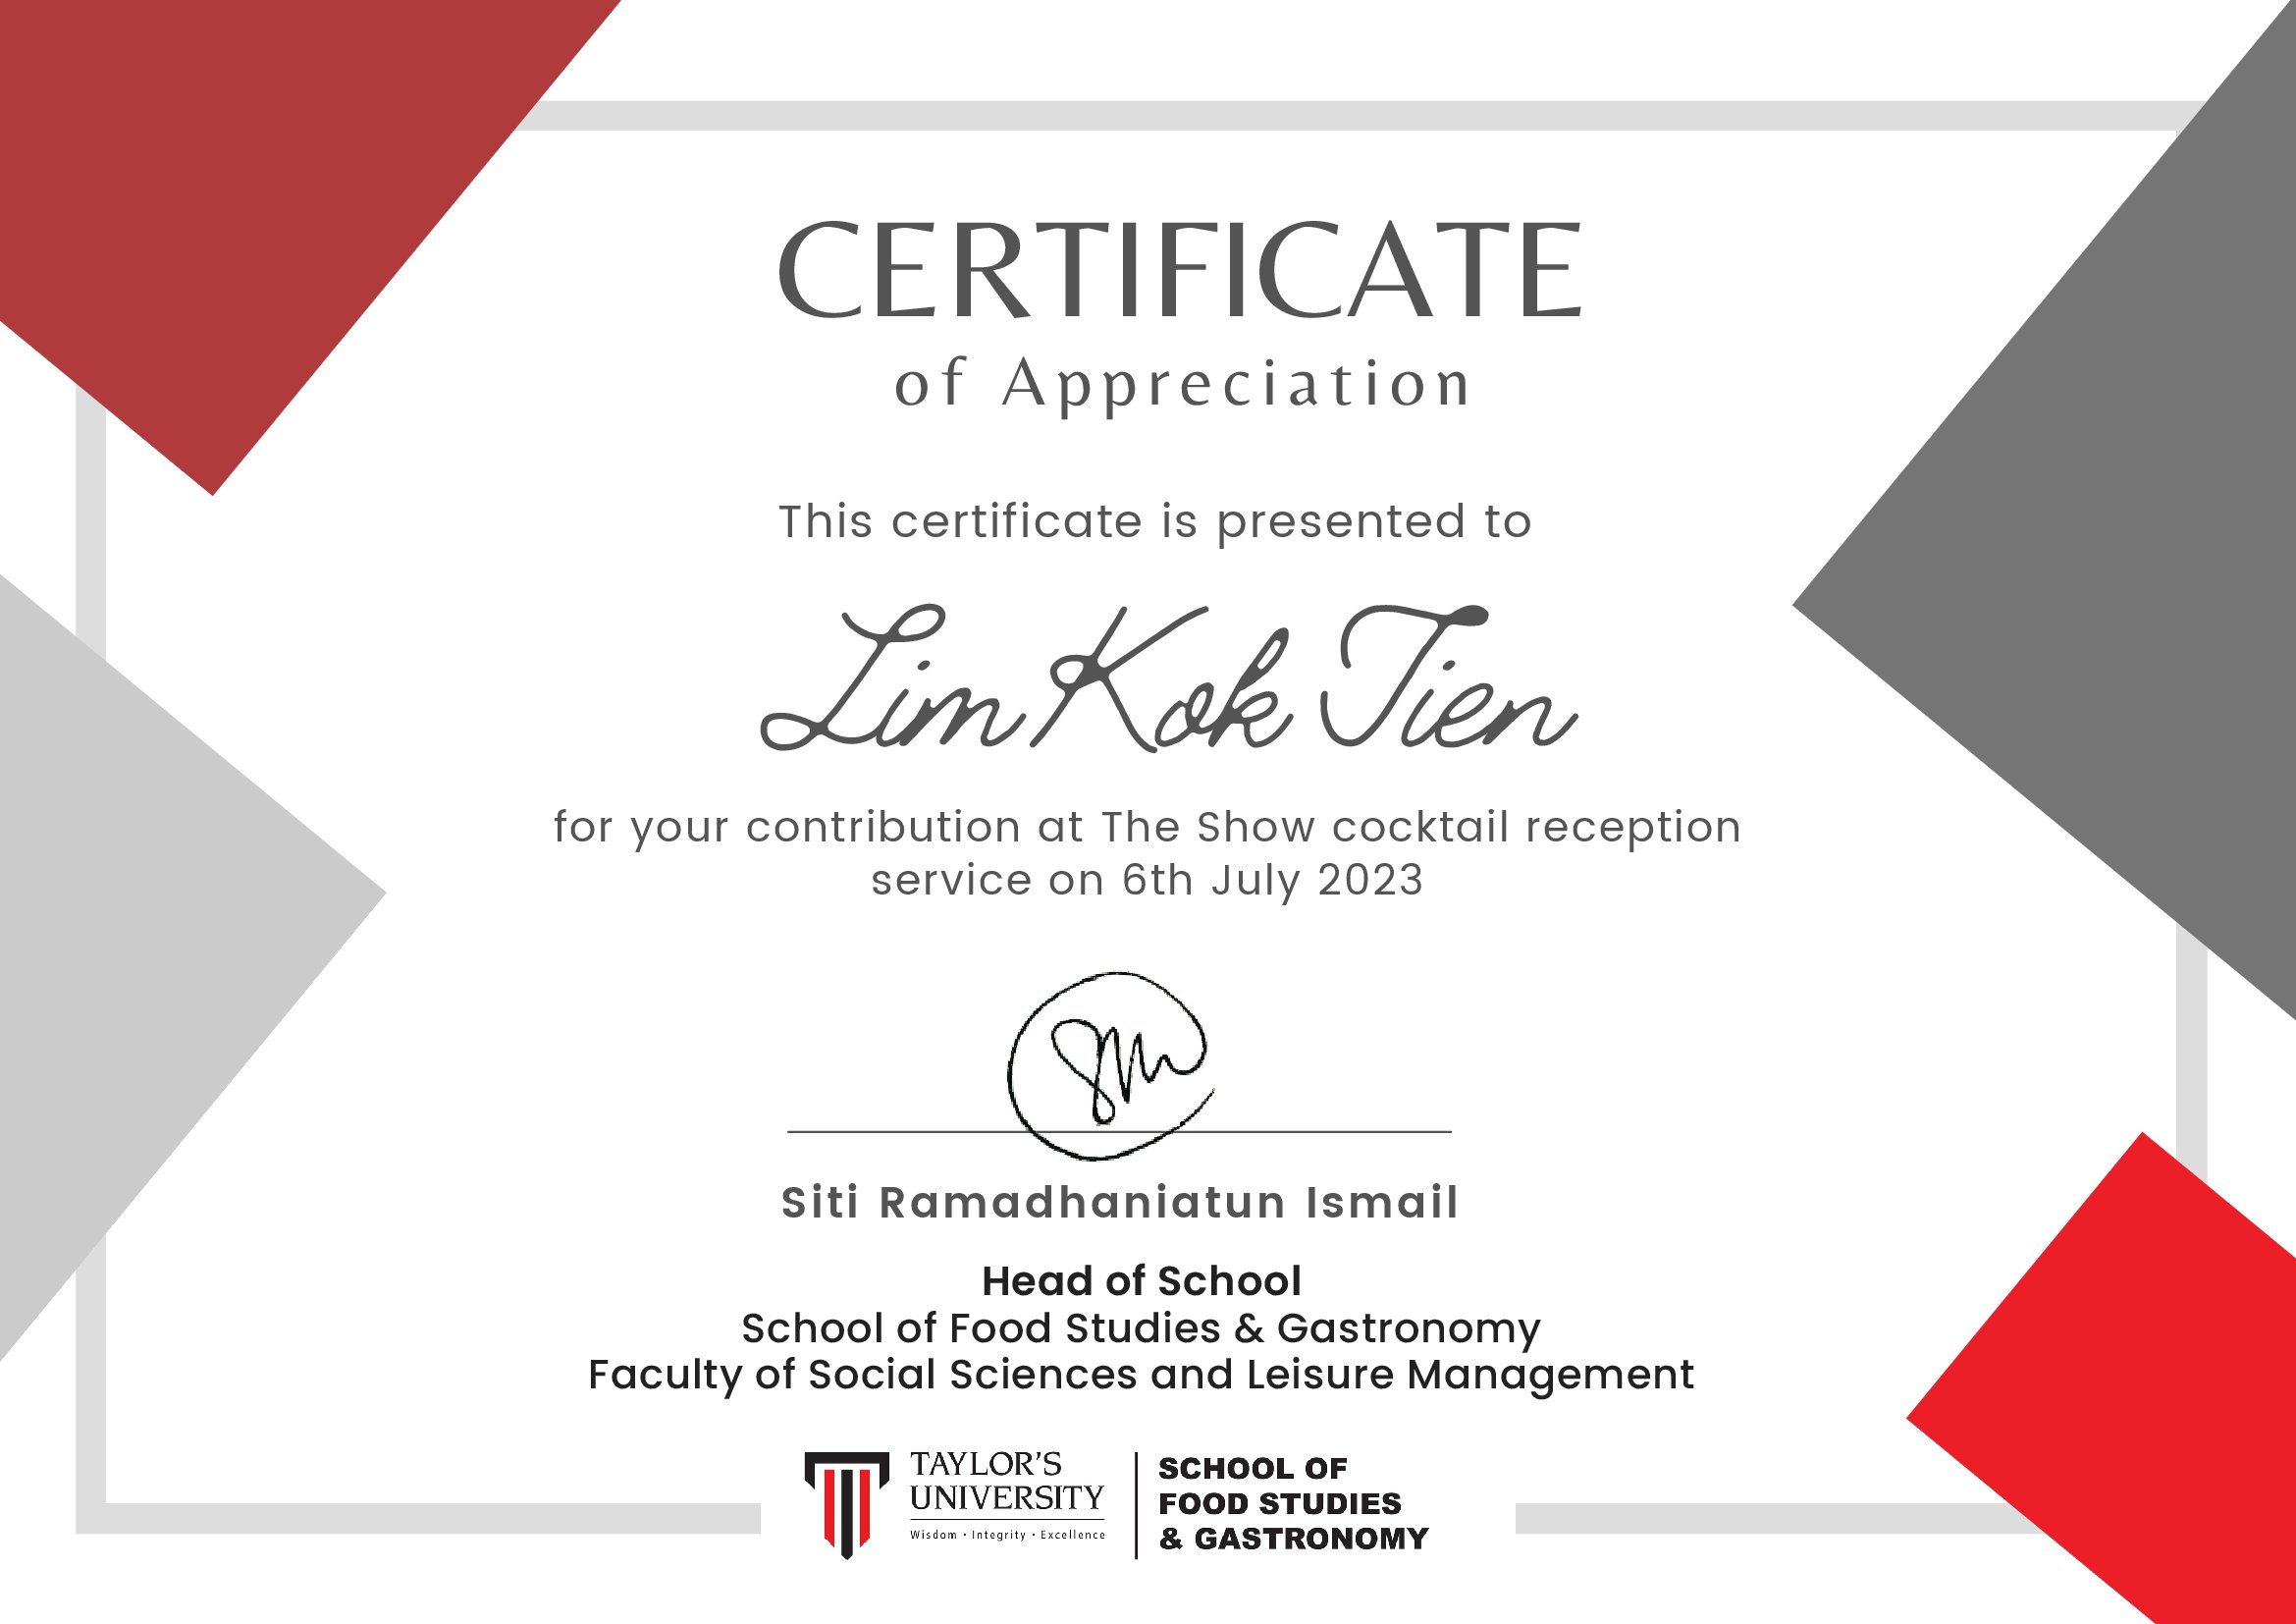 CERTIFICATE
of Appreciation
This certificate is presented to
Lim Kok Tien
for your contribution at The Show cocktail reception
service on 6th July 2023
Siti Ramadhaniatun Ismail
Head of School
School of Food Studies & Gastronomy
Faculty of Social Sciences and Leisure Management
TAYLOR'S
UNIVERSITY
Wisdom · Integrity · Excellence
SCHOOL OF
FOOD STUDIES
& GASTRONOMY